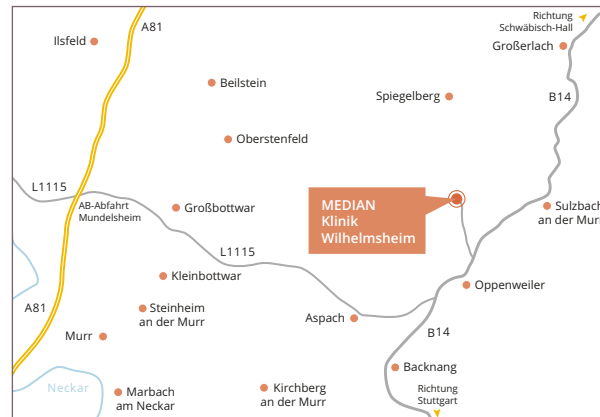 A81
Richtung
Schwäbisch-Hall
Ilsfeld
Großerlach
Beilstein
Spiegelberg
B14
Oberstenfeld
L1115
AB-Abfahrt
Mundelsheim
Großbottwar
MEDIAN
Klinik
Wilhelmsheim
Sulzbach
an der Murr
L1115
Kleinbottwar
Oppenweiler
A81
Steinheim
an der Murr
Aspach
Murr
B14
Backnang
Neckar
Marbach
am Neckar
Kirchberg
an der Murr
Richtung
Stuttgart